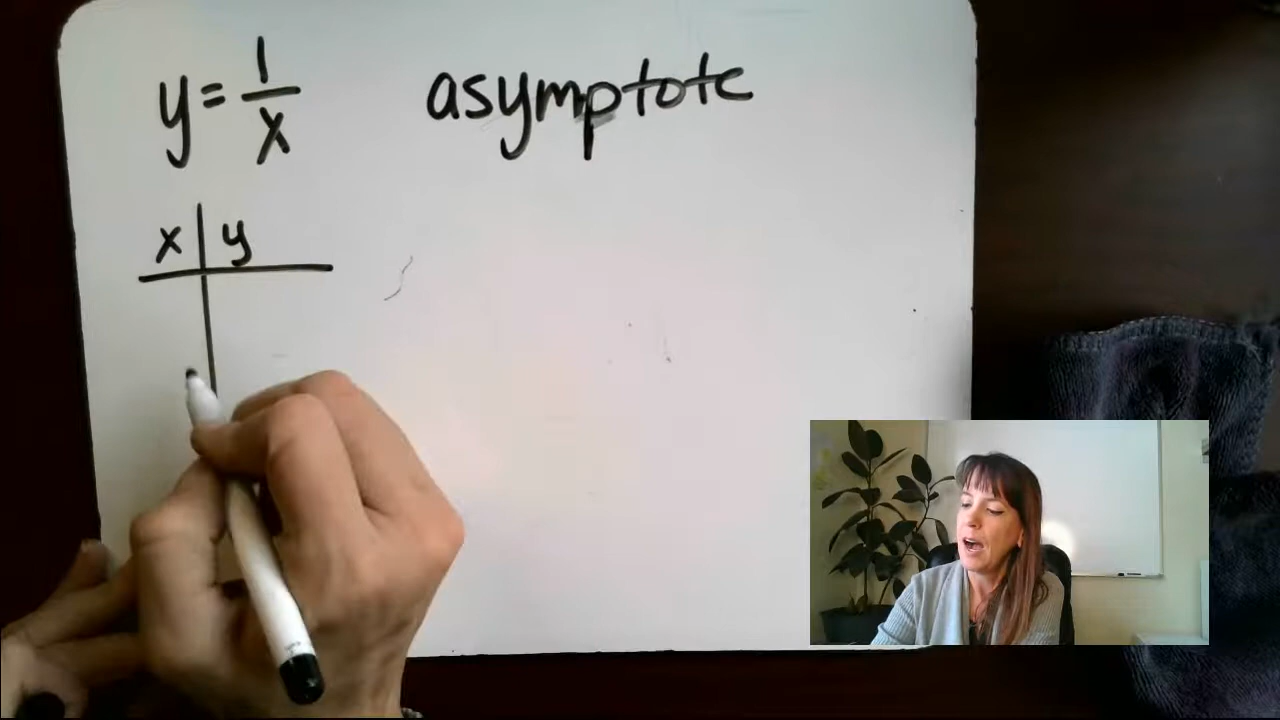 y = 1/x asymptote
x y